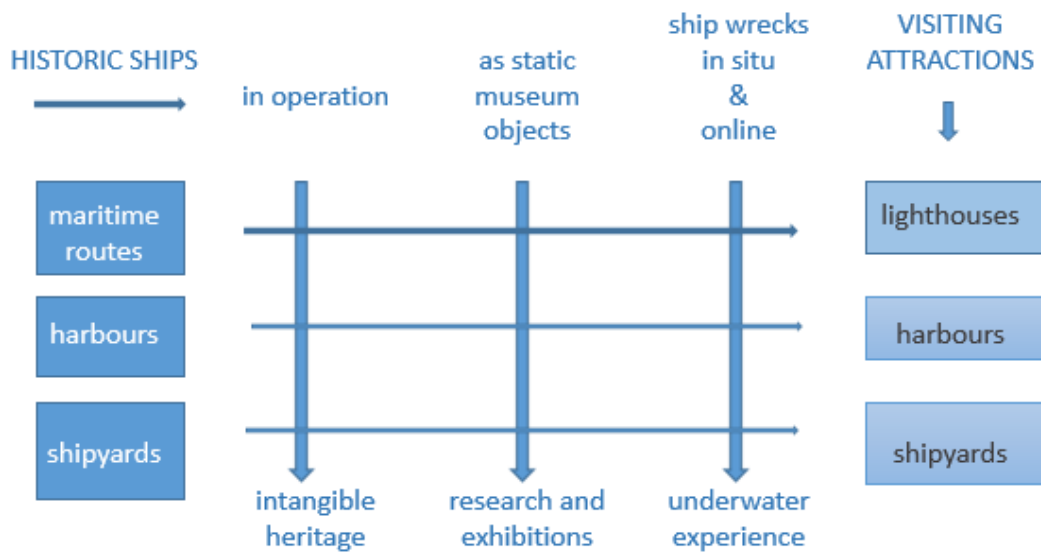 HISTORIC SHIPS
in operation
as static
museum
objects
ship wrecks
in situ
&
online
VISITING
ATTRACTIONS
maritime
routes
lighthouses
harbours
harbours
shipyards
shipyards
intangible
heritage
research and
exhibitions
underwater
experience